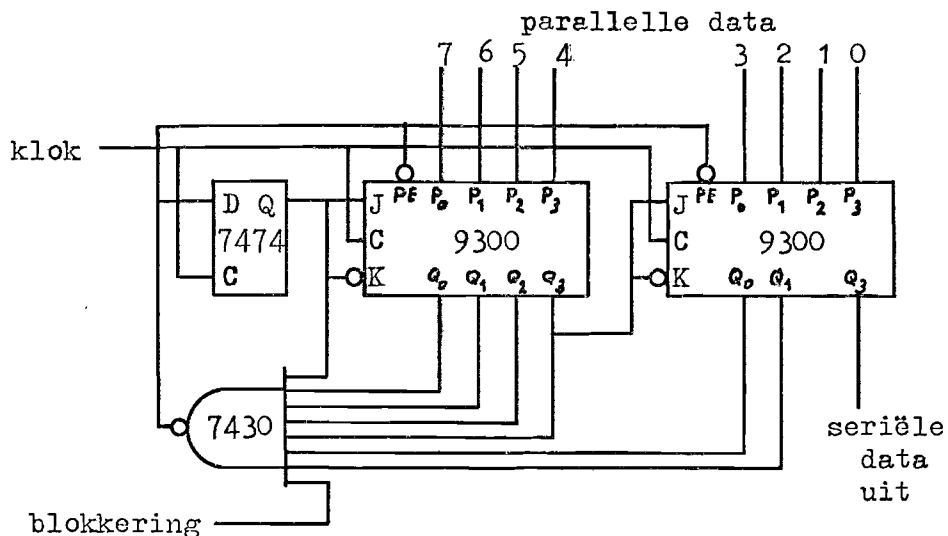 parallelle data
7 6 5 4 3 2 1 0
klok
D Q
7474
C
J PE P₀ P₁ P₂ P₃
C 9300
K Q₀ Q₁ Q₂ Q₃
J PE P₀ P₁ P₂ P₃
C 9300
K Q₀ Q₁ Q₃
7430
seriële
data
uit
blokkering